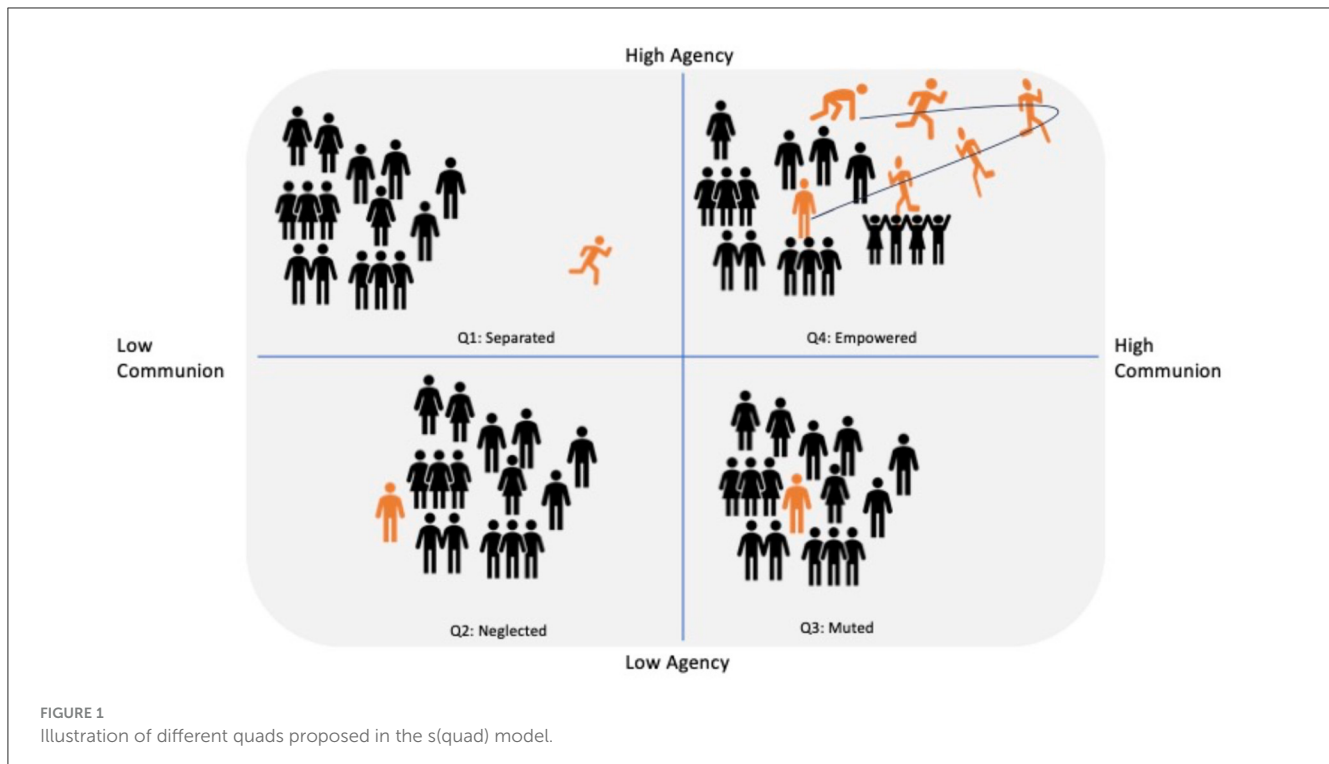 High Agency
Q1: Separated
Q4: Empowered
Low
Communion
High
Communion
Q2: Neglected
Q3: Muted
Low Agency
FIGURE 1
Illustration of different quads proposed in the s(quad) model.